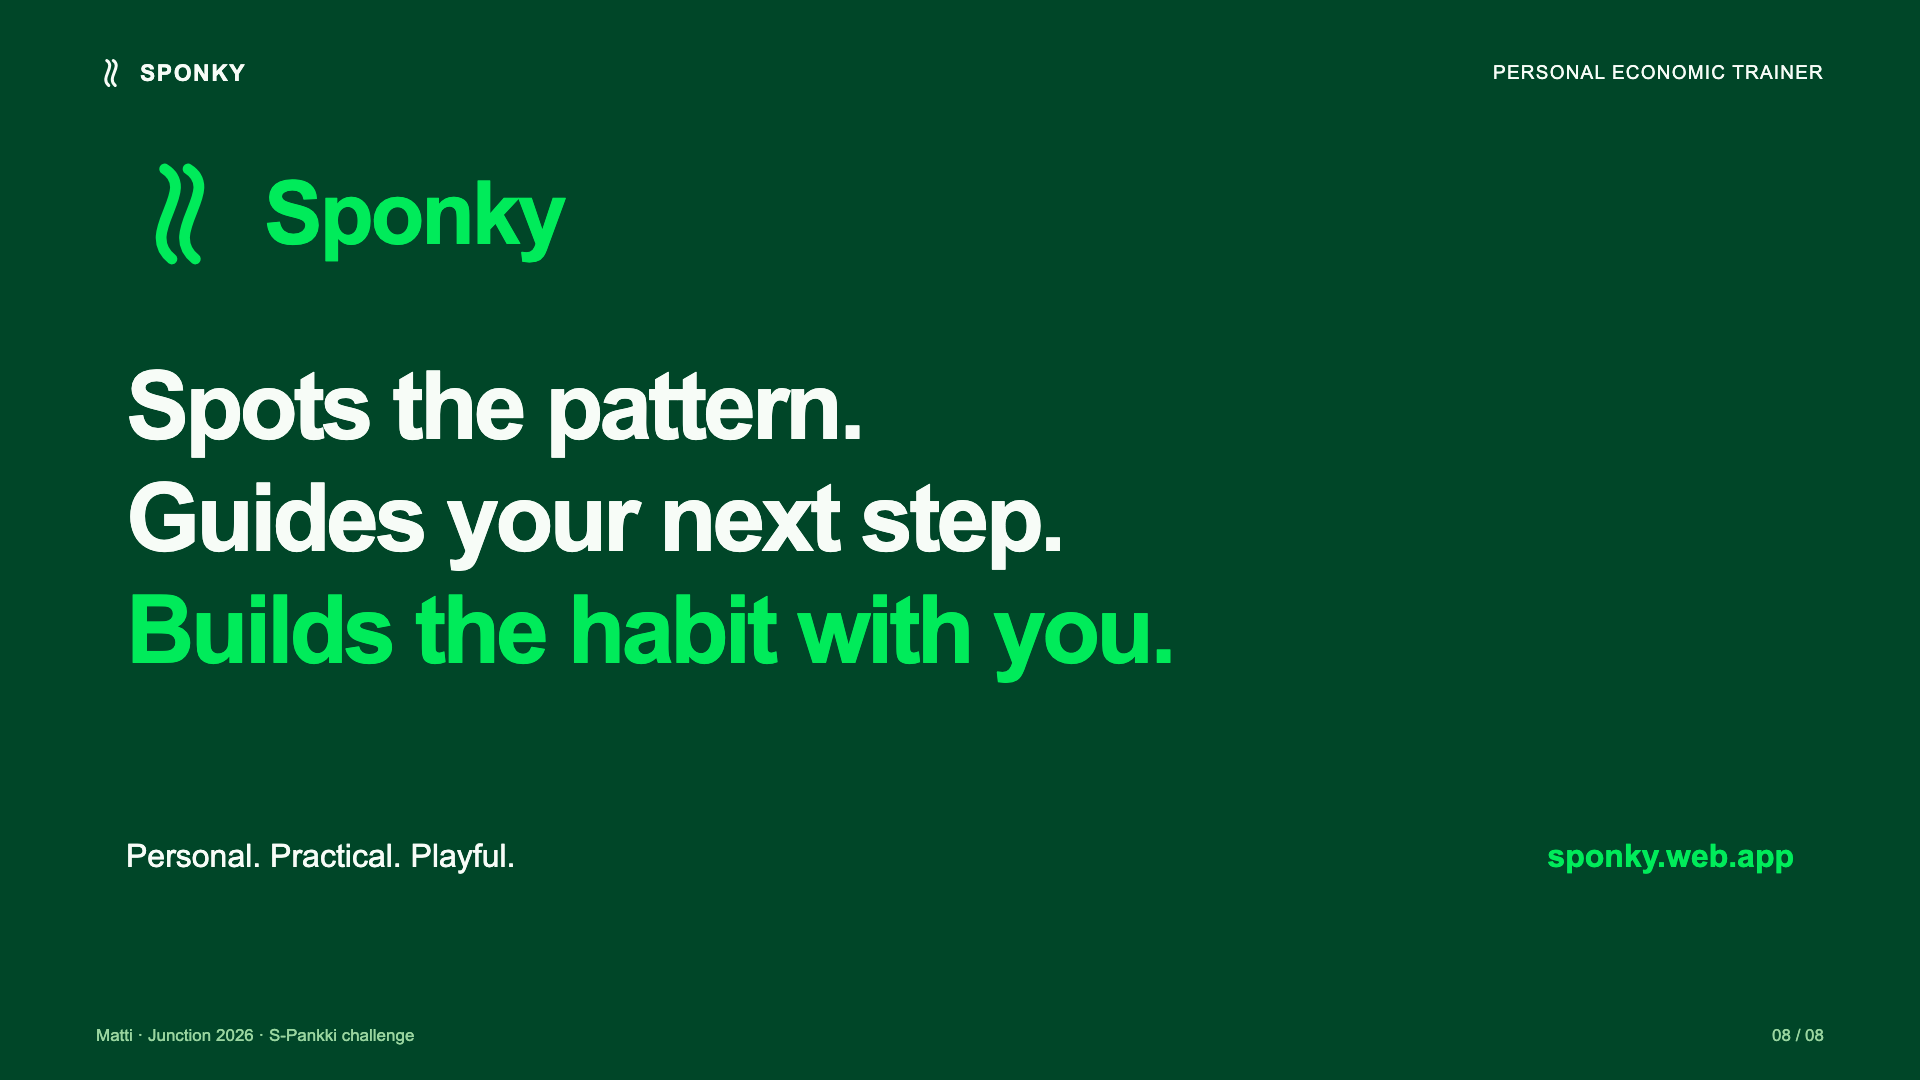 SPONKY
PERSONAL ECONOMIC TRAINER
Sponky
Spots the pattern.
Guides your next step.
Builds the habit with you.
Personal. Practical. Playful.
sponky.web.app
Matti · Junction 2026 · S-Pankki challenge
08 / 08